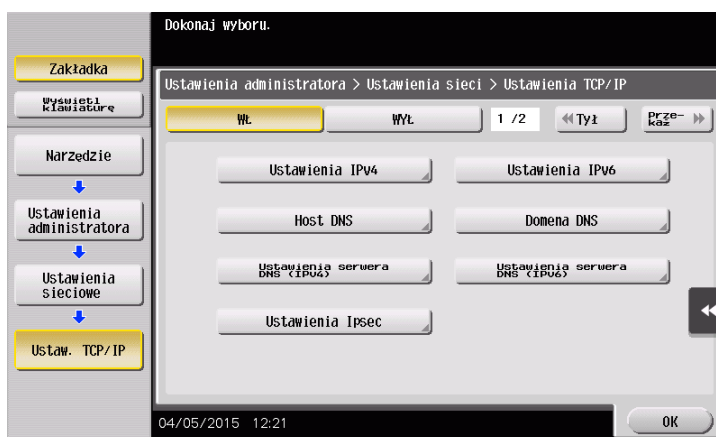 Dokonaj wyboru.
Zakładka
Wyświetl
klawiaturę
Ustawienia administratora > Ustawienia sieci > Ustawienia TCP/IP
WŁ
WYŁ
1 /2
Tył
Prze-
każ
Narzędzie
Ustawienia
administratora
Ustawienia
sieciowe
Ustaw. TCP/IP
Ustawienia IPv4
Ustawienia IPv6
Host DNS
Domena DNS
Ustawienia serwera
DNS (IPv4)
Ustawienia serwera
DNS (IPv6)
Ustawienia Ipsec
04/05/2015 12:21
OK